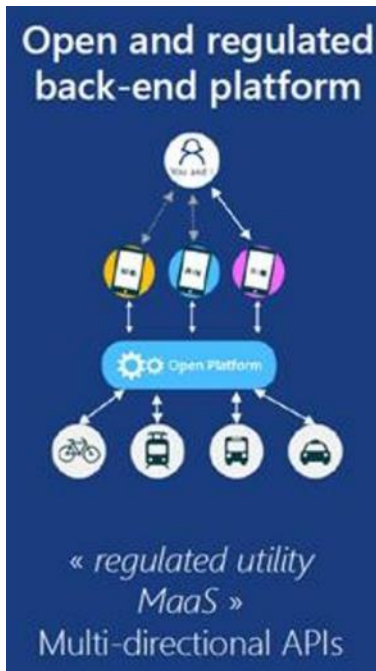 Open and regulated
back-end platform
You and I
Open Platform
« regulated utility
MaaS »
Multi-directional APIs